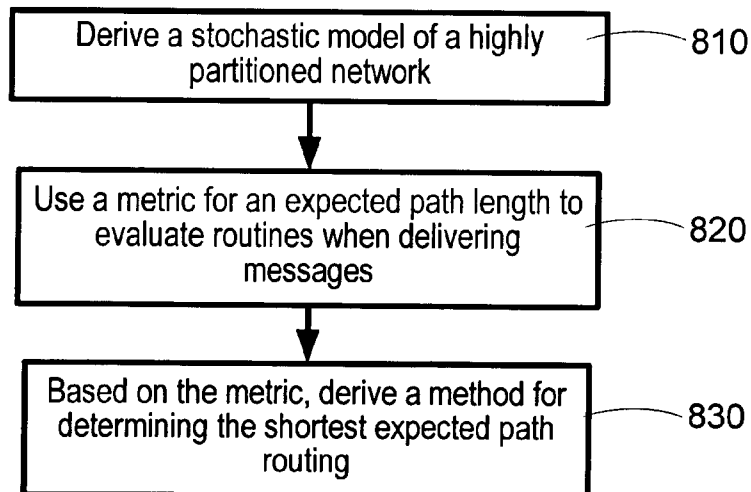 Derive a stochastic model of a highly
partitioned network
810
Use a metric for an expected path length to
evaluate routines when delivering
messages
820
Based on the metric, derive a method for
determining the shortest expected path
routing
830